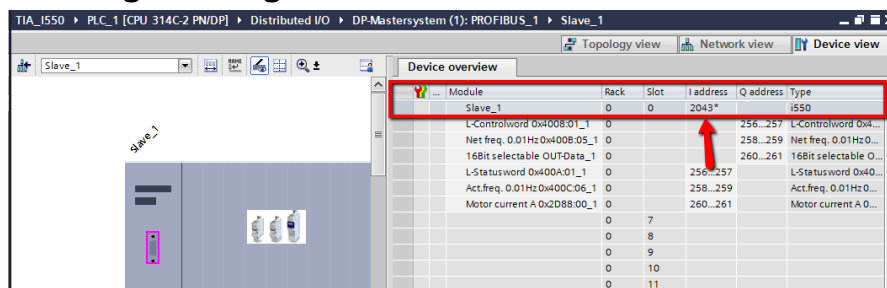 TIA_I550 ▸ PLC_1 [CPU 314C-2 PN/DP] ▸ Distributed I/O ▸ DP-Mastersystem (1): PROFIBUS_1 ▸ Slave_1
Topology view Network view Device view
Slave_1
Device overview
... Module Rack Slot I address Q address Type
Slave_1 0 0 2043* i550
L-Controlword 0x4008:01_1 0 256...257 L-Controlword 0x4...
Net freq. 0.01Hz 0x400B:05_1 0 258...259 Net freq. 0.01Hz 0...
16Bit selectable OUT-Data_1 0 260...261 16Bit selectable O...
L-Statusword 0x400A:01_1 0 256...257 L-Statusword 0x40...
Act.freq. 0.01Hz 0x400C:06_1 0 258...259 Act.freq. 0.01Hz 0...
Motor current A 0x2D88:00_1 0 260...261 Motor current A 0...
0 7
0 8
0 9
0 10
0 11
Slave_1